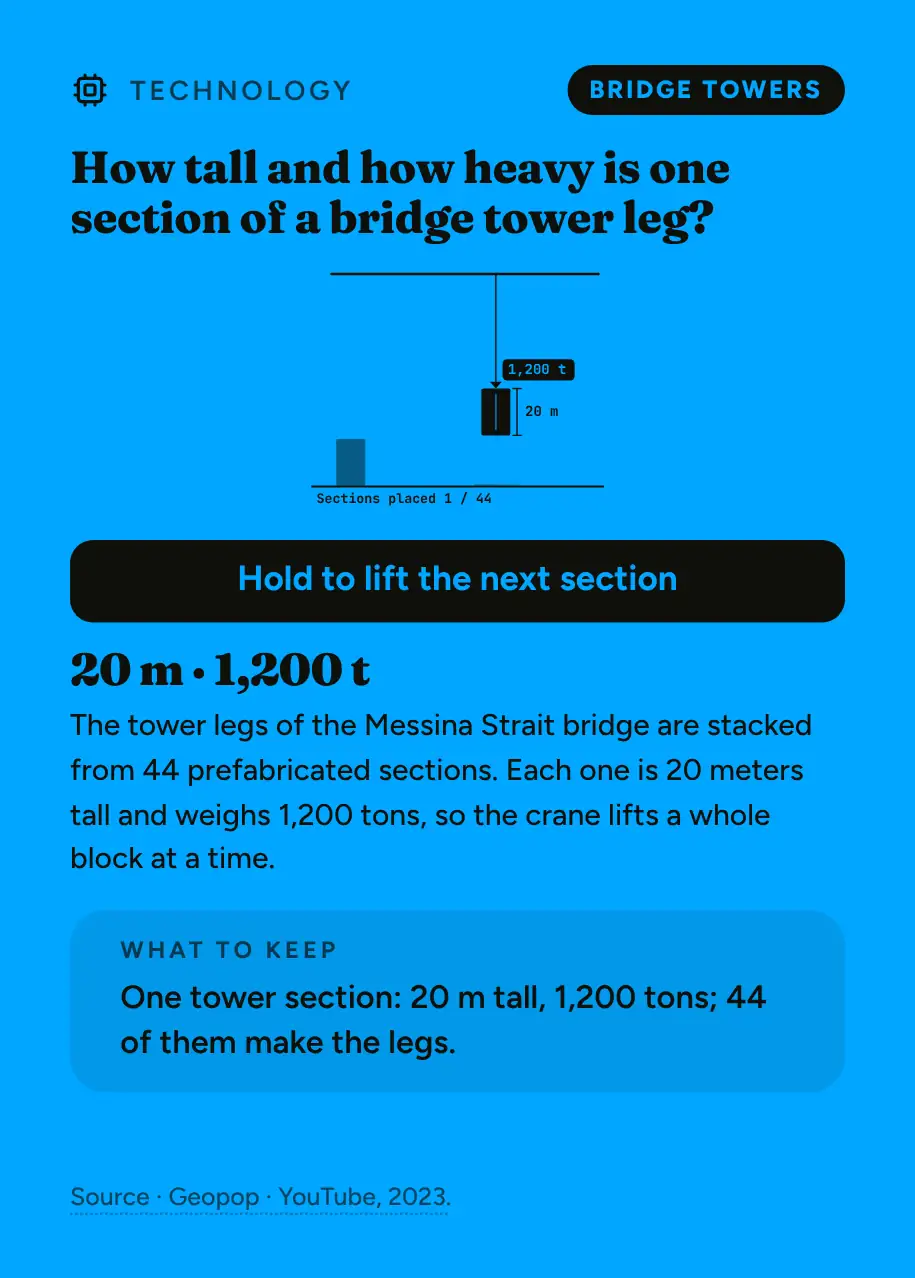 TECHNOLOGY
BRIDGE TOWERS
How tall and how heavy is one
section of a bridge tower leg?
1,200 t
20 m
Sections placed 1 / 44
Hold to lift the next section
20 m · 1,200 t
The tower legs of the Messina Strait bridge are stacked
from 44 prefabricated sections. Each one is 20 meters
tall and weighs 1,200 tons, so the crane lifts a whole
block at a time.
WHAT TO KEEP
One tower section: 20 m tall, 1,200 tons; 44
of them make the legs.
Source · Geopop · YouTube, 2023.